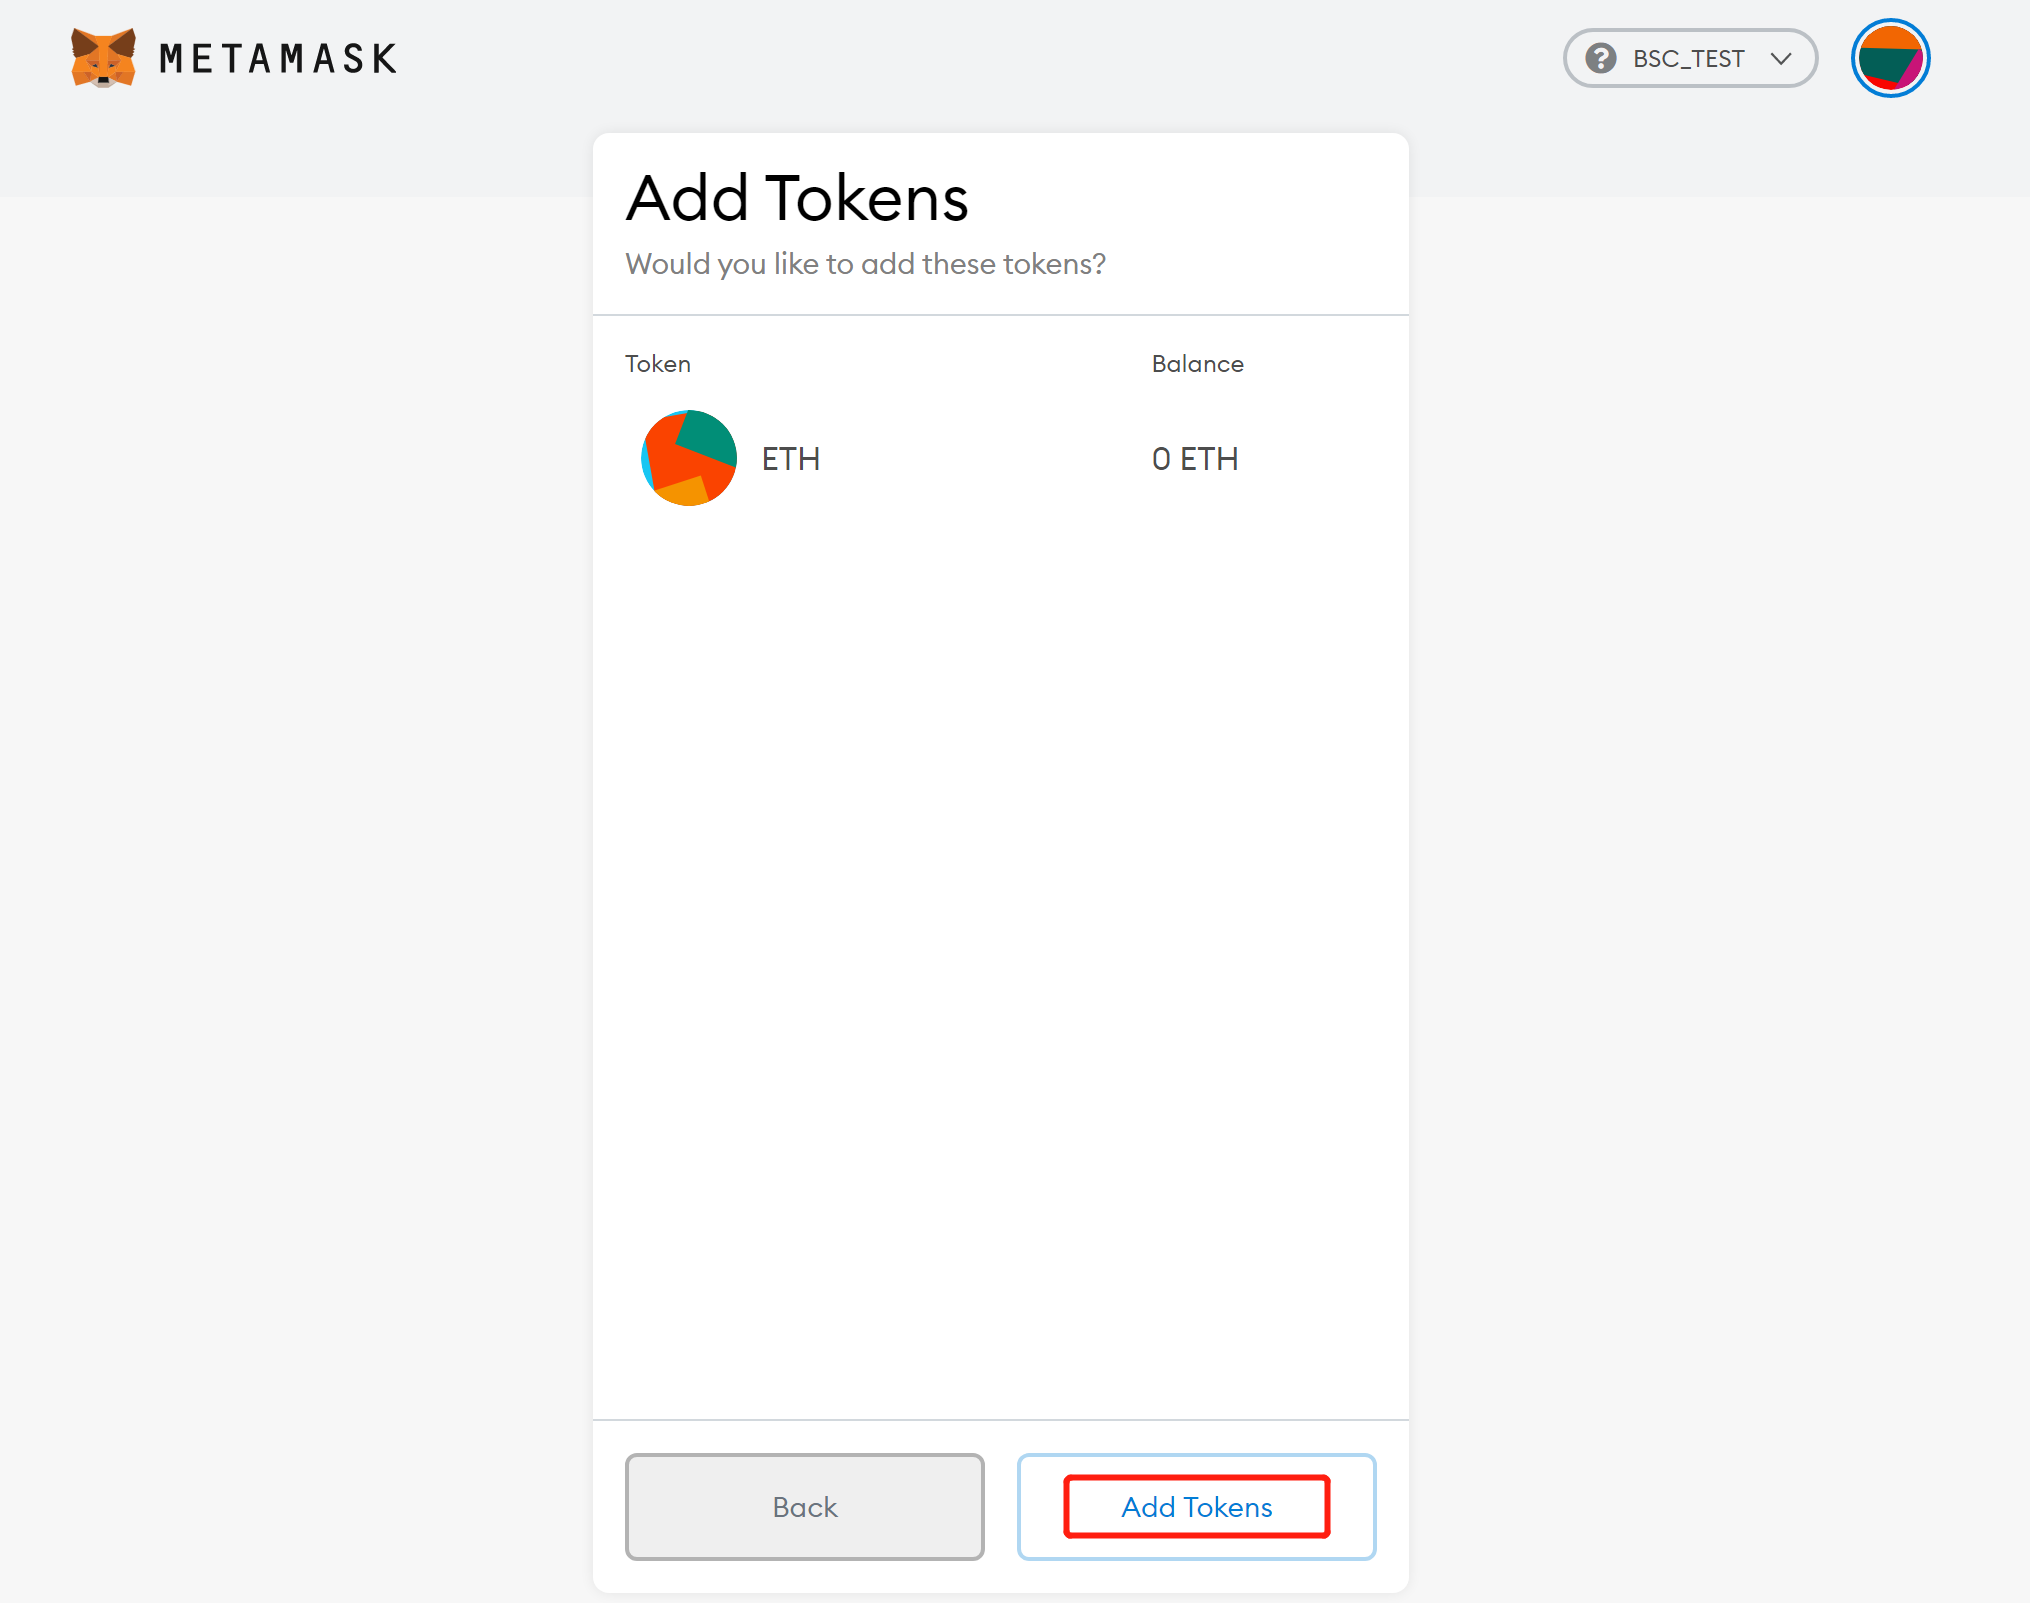 METAMASK
? BSC_TEST
Add Tokens
Would you like to add these tokens?
Token Balance
ETH 0 ETH
Back Add Tokens